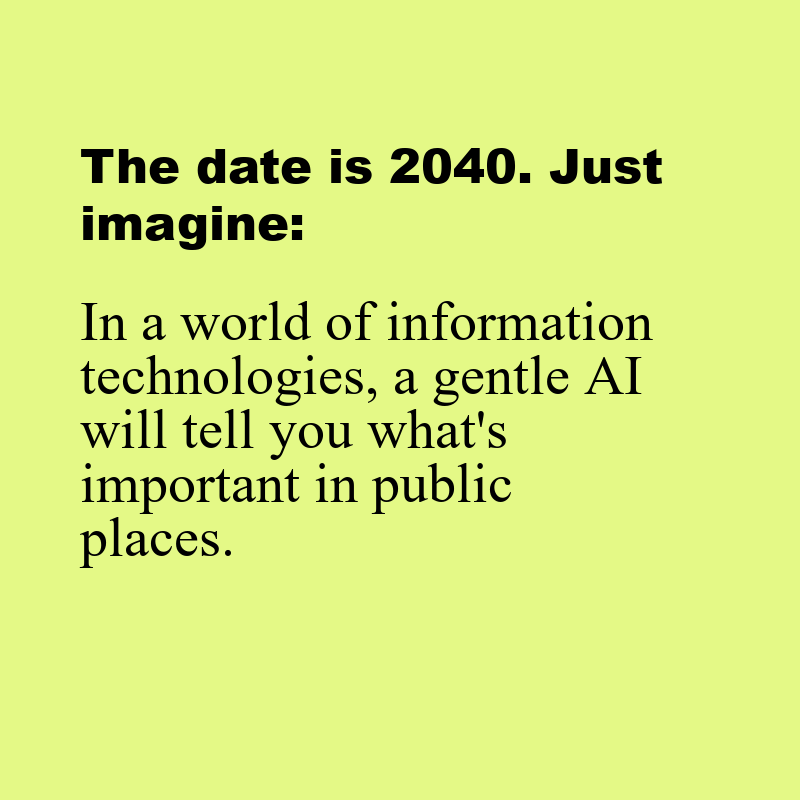 The date is 2040. Just
imagine:
In a world of information
technologies, a gentle AI
will tell you what's
important in public
places.